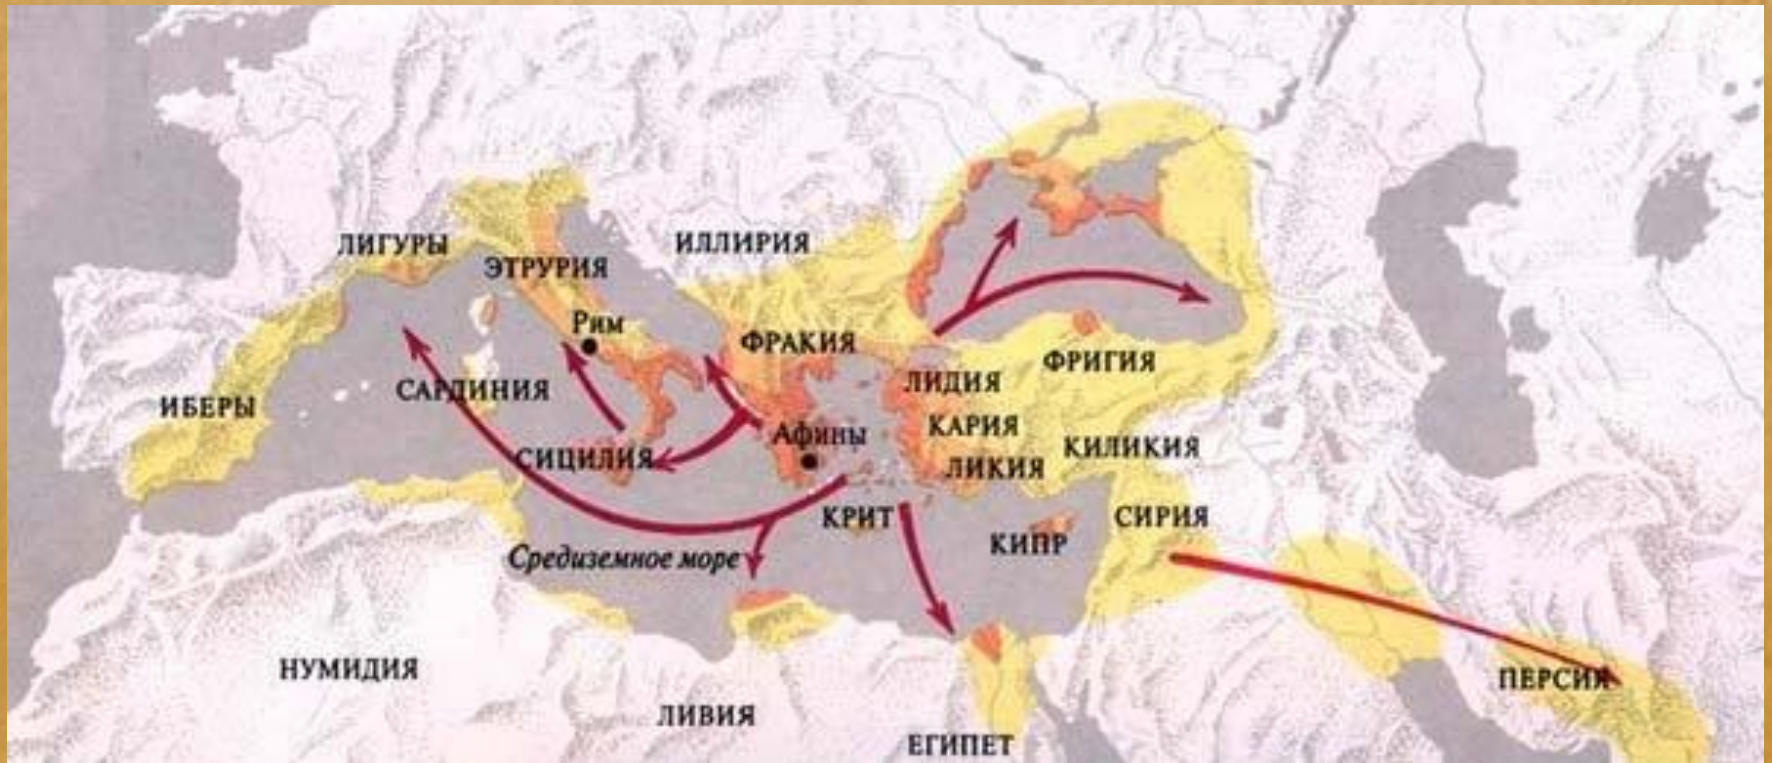 ЛИГУРЫ
ИЛЛИРИЯ
ЭТРУРИЯ
Рим
ФРАКИЯ
ФРИГИЯ
ЛИДИЯ
САРДИНИЯ
ИБЕРЫ
КАРИЯ
Афины
КИЛИКИЯ
СИЦИЛИЯ
ЛИКИЯ
КРИТ
СИРИЯ
КИПР
Средиземное море
НУМИДИЯ
ПЕРСИЯ
ЛИВИЯ
ЕГИПЕТ